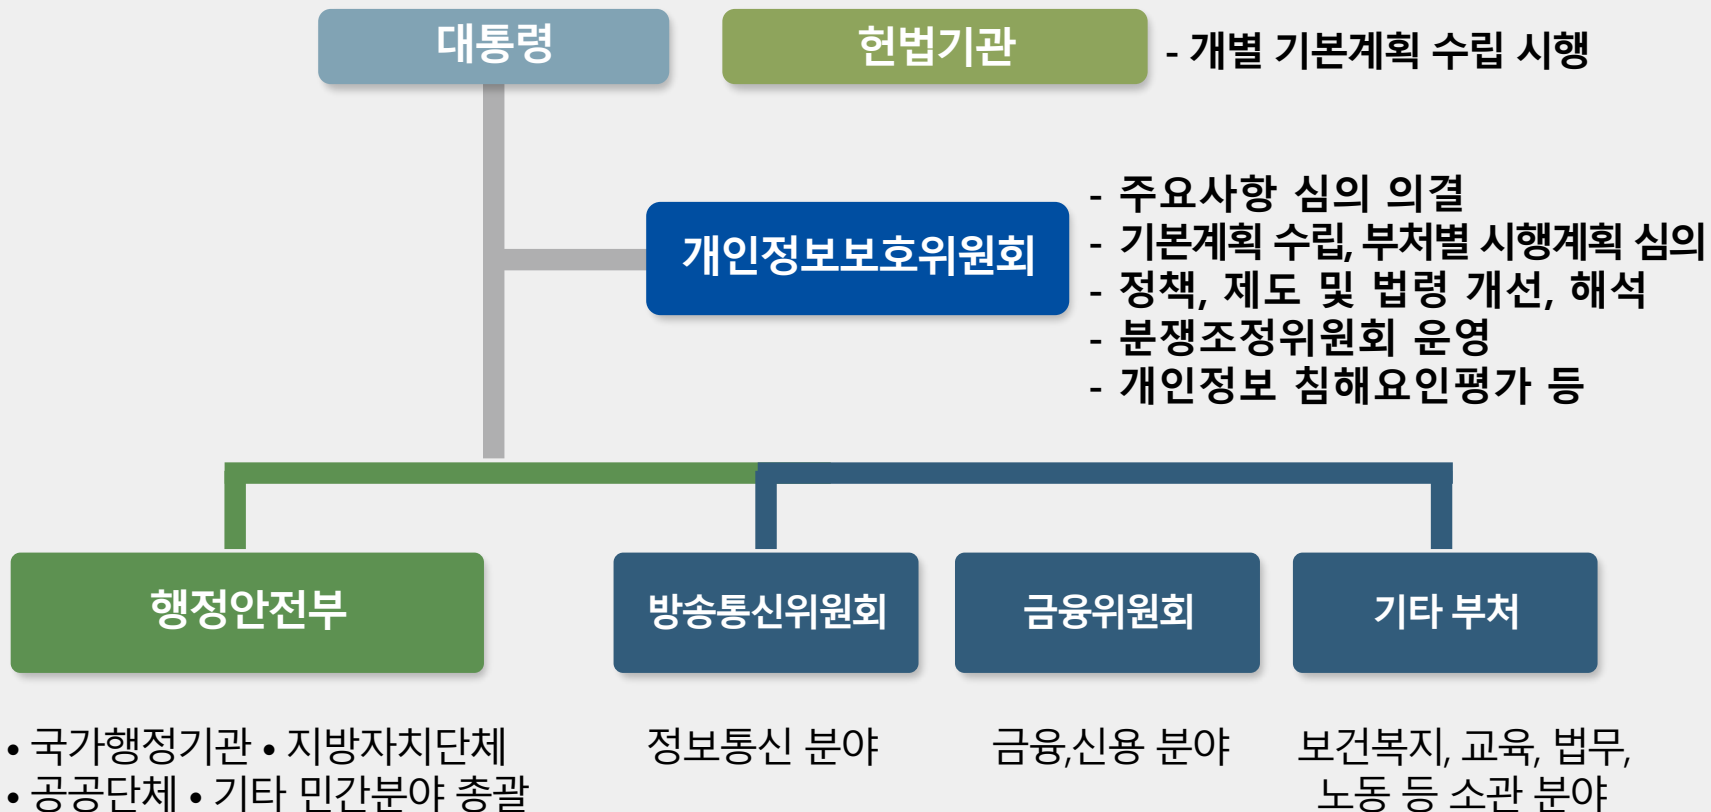 대통령
헌법기관
- 개별 기본계획 수립 시행
개인정보보호위원회
- 주요사항 심의 의결
- 기본계획 수립, 부처별 시행계획 심의
- 정책, 제도 및 법령 개선, 해석
- 분쟁조정위원회 운영
- 개인정보 침해요인평가 등
행정안전부
방송통신위원회
금융위원회
기타 부처
• 국가행정기관 • 지방자치단체
• 공공단체 • 기타 민간분야 총괄
정보통신 분야
금융,신용 분야
보건복지, 교육, 법무,
노동 등 소관 분야